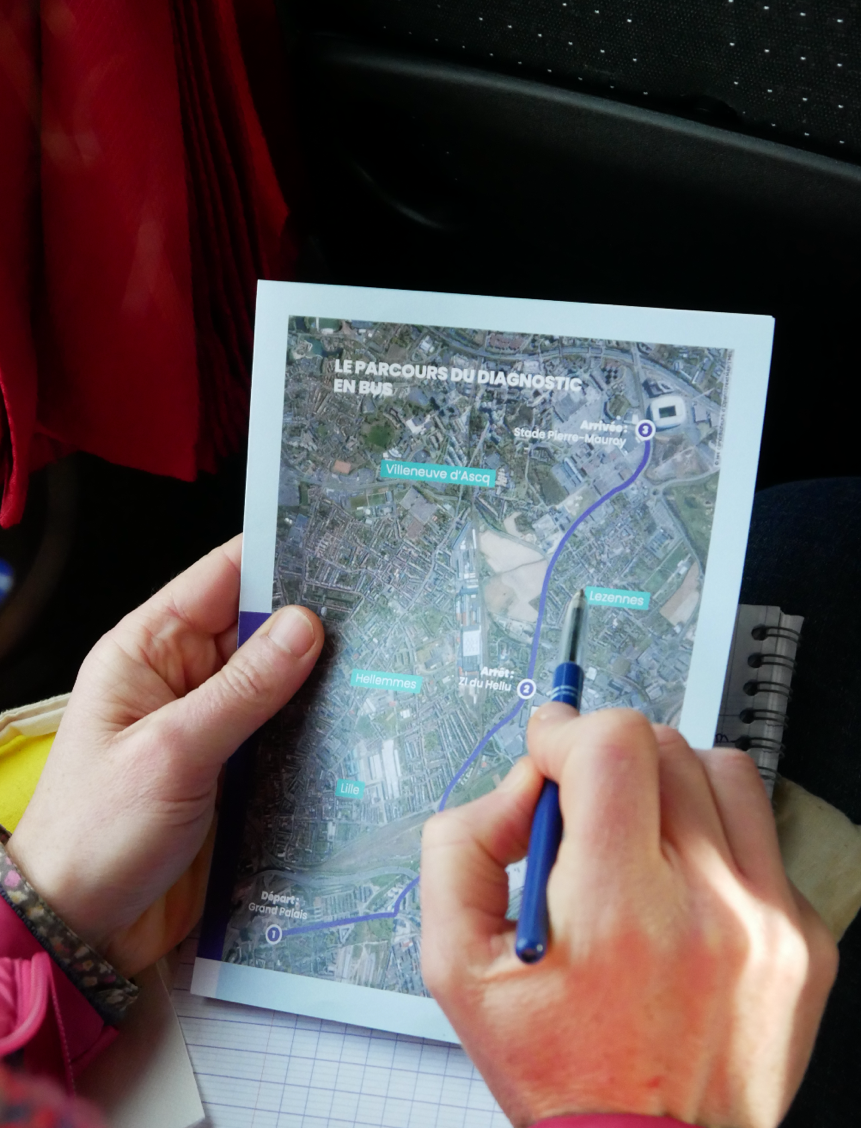 LE PARCOURS DU DIAGNOSTIC
EN BUS
Arrivée :
Stade Pierre-Mauroy
3
Villeneuve d'Ascq
Lezennes
Arrêt :
ZI du Hellu
2
Hellemmes
Lille
Départ :
Grand Palais
1